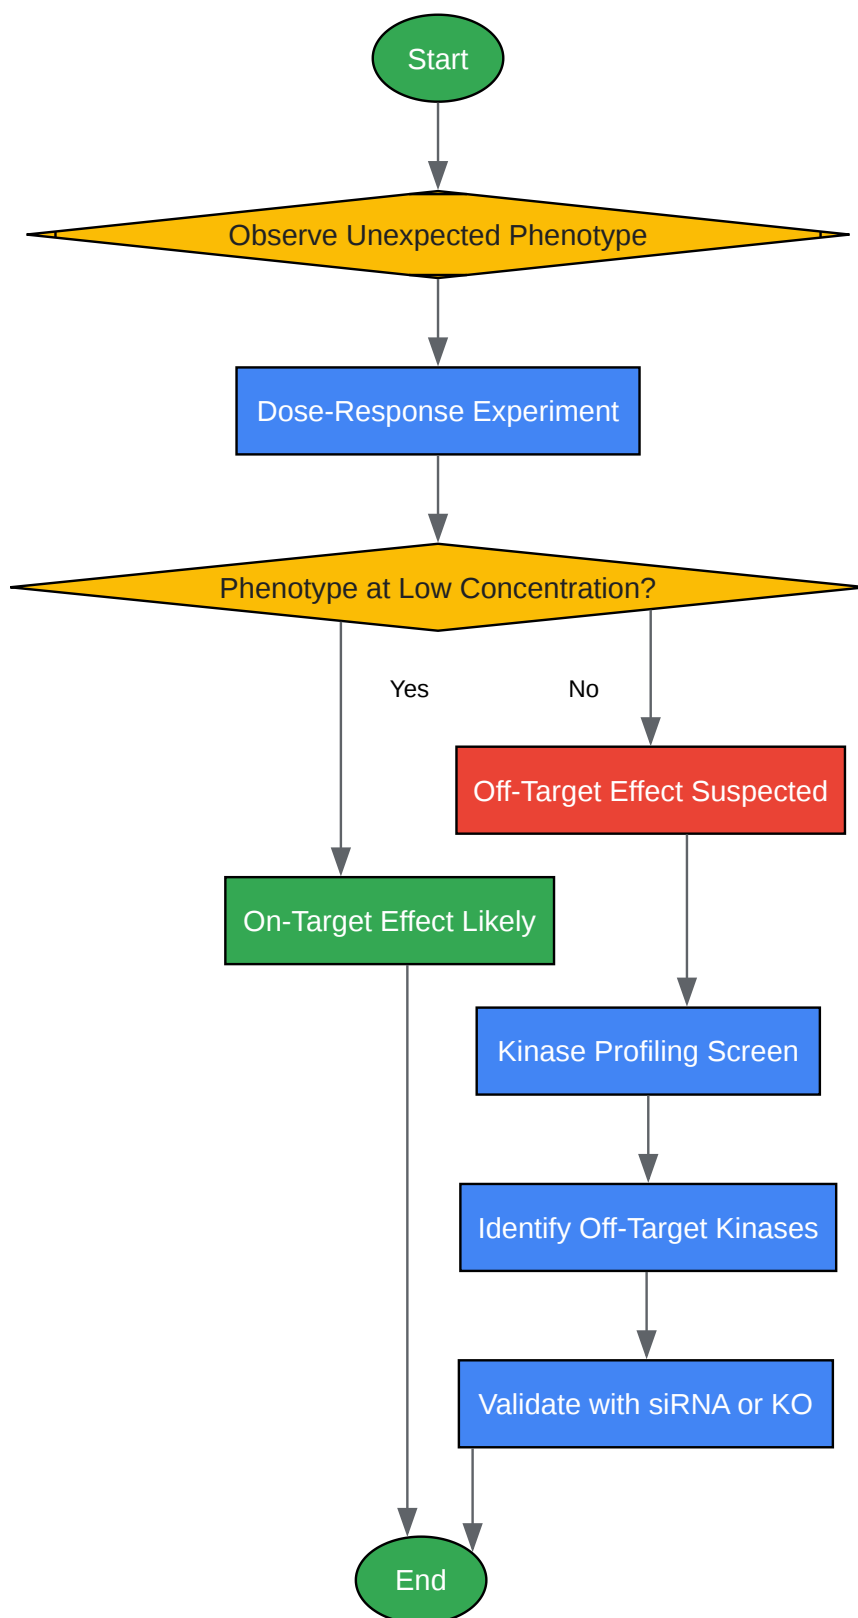 Start
Observe Unexpected Phenotype
Dose-Response Experiment
Phenotype at Low Concentration?
Yes
No
Off-Target Effect Suspected
On-Target Effect Likely
Kinase Profiling Screen
Identify Off-Target Kinases
Validate with siRNA or KO
End